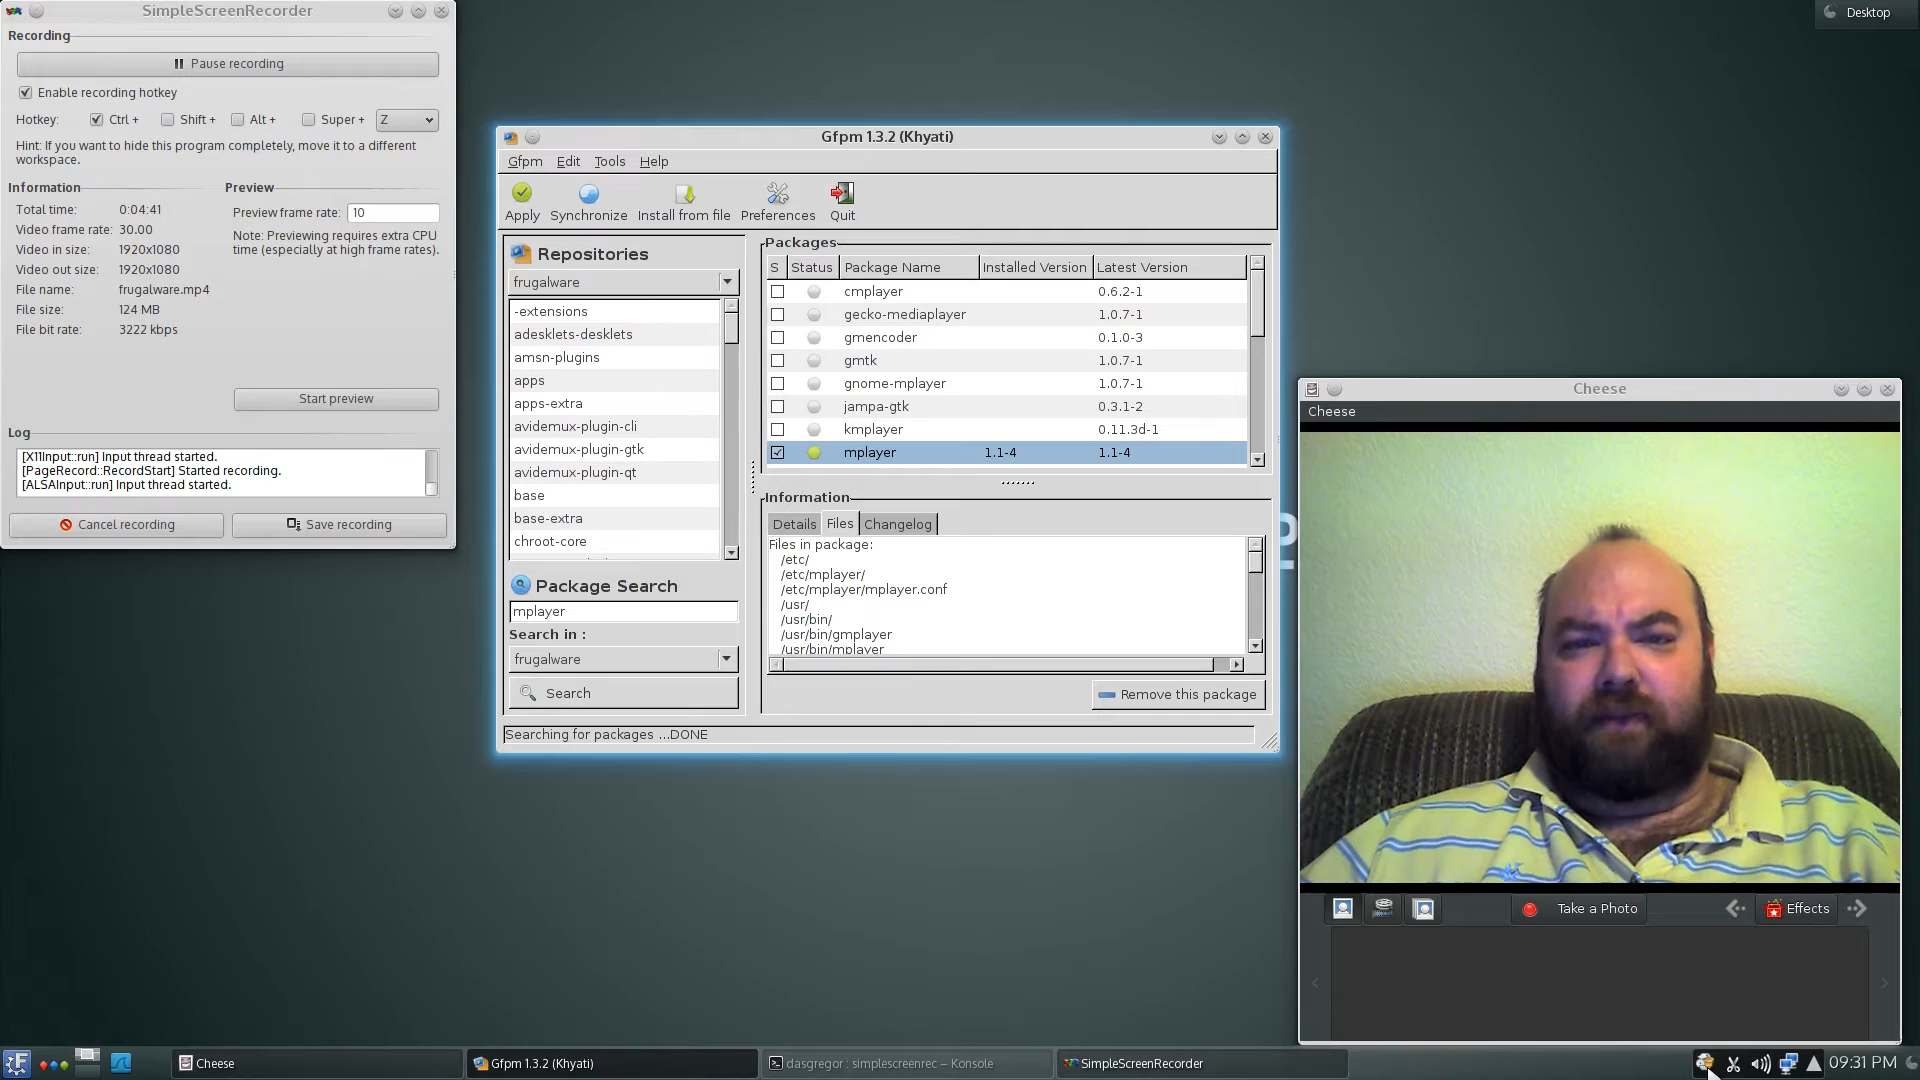 SimpleScreenRecorder
Recording
Pause recording
Enable recording hotkey
Hotkey: Ctrl + Shift + Alt + Super + Z
Hint: If you want to hide this program completely, move it to a different
workspace.
Information
Total time: 0:04:41
Video frame rate: 30.00
Video in size: 1920x1080
Video out size: 1920x1080
File name: frugalware.mp4
File size: 124 MB
File bit rate: 3222 kbps
Preview
Preview frame rate: 10
Note: Previewing requires extra CPU
time (especially at high frame rates).
Start preview
Log
[X11Input::run] Input thread started.
[PageRecord::RecordStart] Started recording.
[ALSAInput::run] Input thread started.
Cancel recording
Save recording
Desktop
Gfpm 1.3.2 (Khyati)
Gfpm Edit Tools Help
Apply Synchronize Install from file Preferences Quit
Repositories
frugalware
-extensions
adesklets-desklets
amsn-plugins
apps
apps-extra
avidemux-plugin-cli
avidemux-plugin-gtk
avidemux-plugin-qt
base
base-extra
chroot-core
Package Search
mplayer
Search in :
frugalware
Search
Packages
S Status Package Name Installed Version Latest Version
cmplayer 0.6.2-1
gecko-mediaplayer 1.0.7-1
gmencoder 0.1.0-3
gmtk 1.0.7-1
gnome-mplayer 1.0.7-1
jampa-gtk 0.3.1-2
kmplayer 0.11.3d-1
mplayer 1.1-4 1.1-4
Information
Details Files Changelog
Files in package:
/etc/
/etc/mplayer/
/etc/mplayer/mplayer.conf
/usr/
/usr/bin/
/usr/bin/gmplayer
/usr/bin/mplayer
Remove this package
Searching for packages ...DONE
Cheese
Cheese
Take a Photo
Effects
Cheese
Gfpm 1.3.2 (Khyati)
dasgregor : simplescreenrec – Konsole
SimpleScreenRecorder
09:31 PM